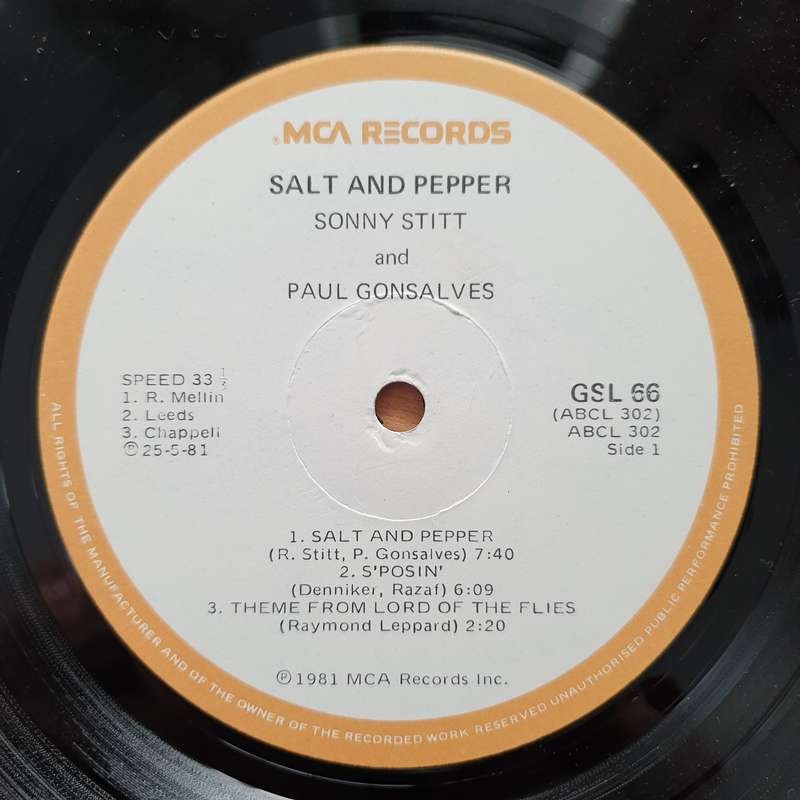 ®MCA RECORDS
SALT AND PEPPER
SONNY STITT
and
PAUL GONSALVES
SPEED 33 1/2
1. R. Mellin
2. Leeds
3. Chappell
Ⓟ25-5-81
GSL 66
(ABCL 302)
ABCL 302
Side 1
1. SALT AND PEPPER
(R. Stitt, P. Gonsalves) 7:40
2. S'POSIN'
(Denniker, Razaf) 6:09
3. THEME FROM LORD OF THE FLIES
(Raymond Leppard) 2:20
Ⓟ1981 MCA Records Inc.
ALL RIGHTS OF THE MANUFACTURER AND OF THE OWNER OF THE RECORDED WORK RESERVED UNAUTHORISED PUBLIC PERFORMANCE PROHIBITED